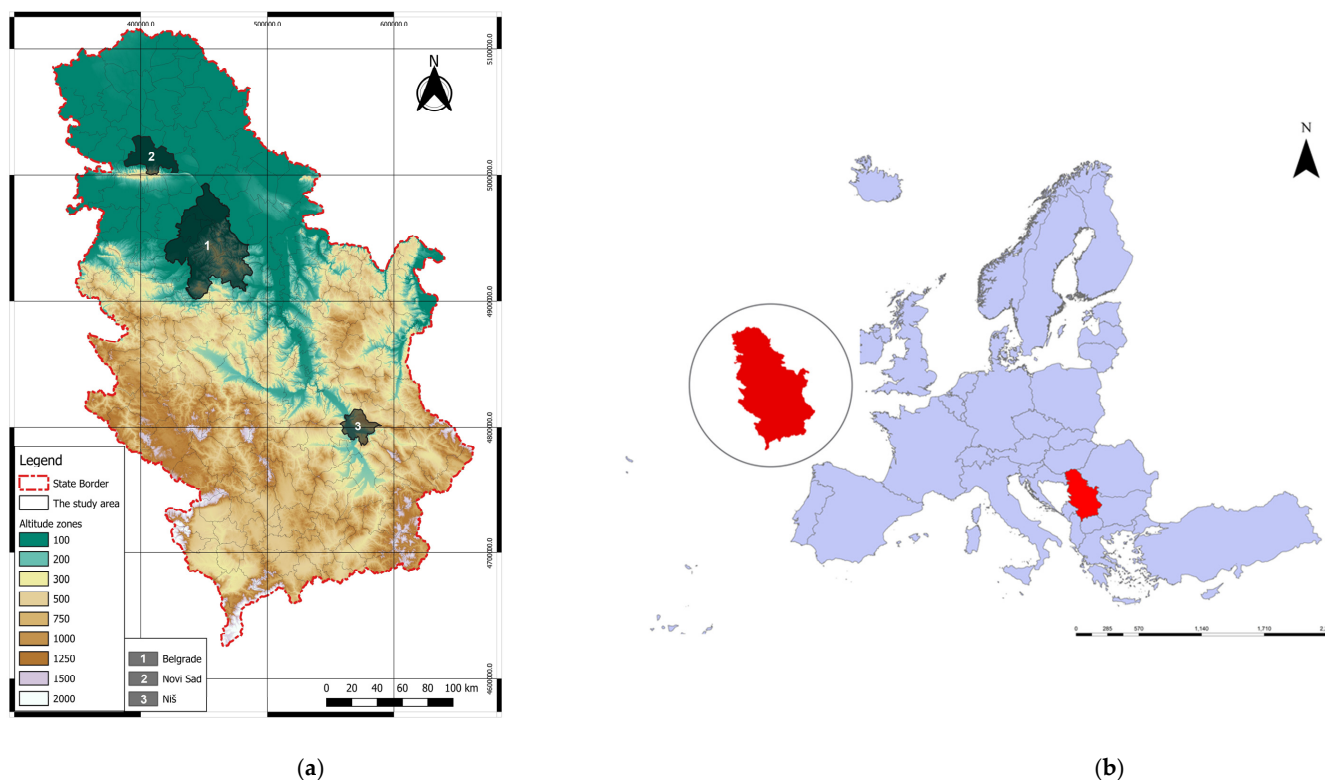 400000.0 500000.0 600000.0
N
5100000.0
5000000.0
4900000.0
4800000.0
4700000.0
4600000.0
2
1
3
Legend
State Border
The study area
Altitude zones
100
200
300
500
750
1000
1250
1500
2000
1 Belgrade
2 Novi Sad
3 Niš
0 20 40 60 80 100 km
(a)
N
0 285 570 1,140 1,710
(b)